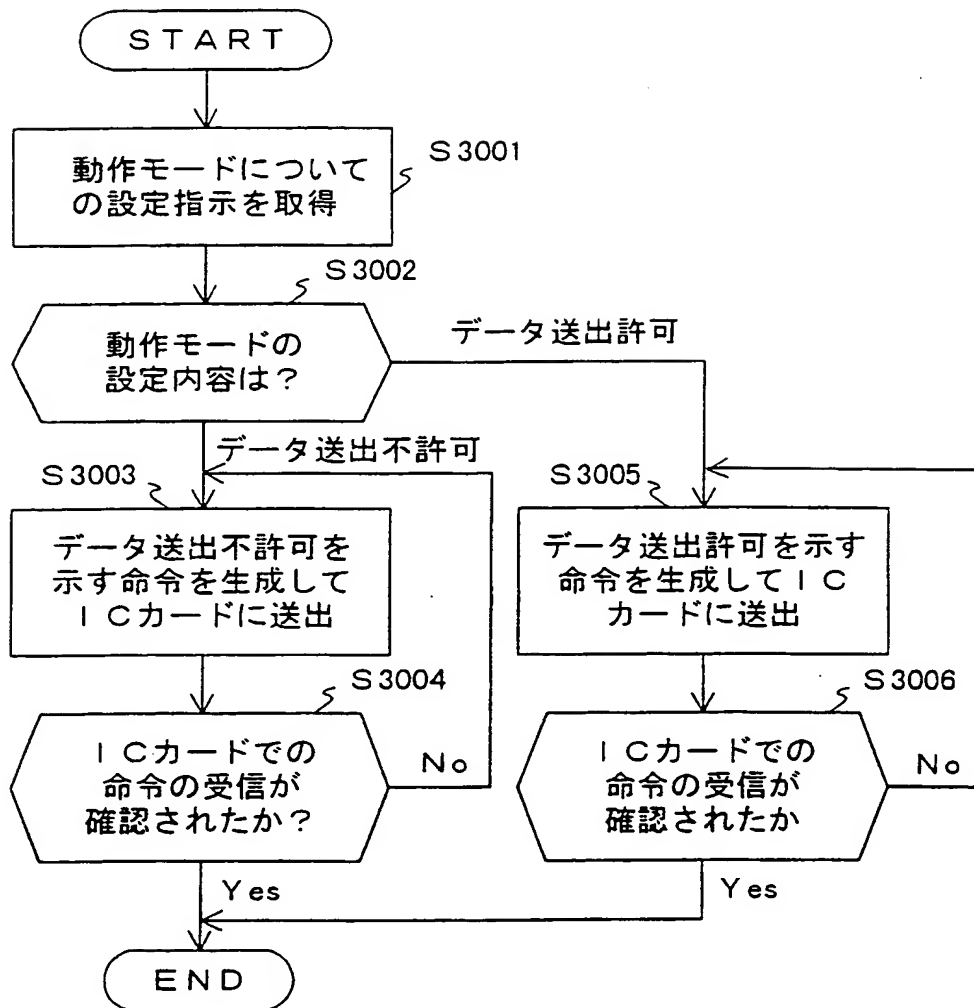 START
S3001
動作モードについて
の設定指示を取得
S3002
動作モードの
設定内容は?
データ送出許可
データ送出不許可
S3003
データ送出不許可を
示す命令を生成して
ICカードに送出
S3005
データ送出許可を示す
命令を生成してIC
カードに送出
S3004
ICカードでの
命令の受信が
確認されたか?
No
Yes
S3006
ICカードでの
命令の受信が
確認されたか
No
Yes
END